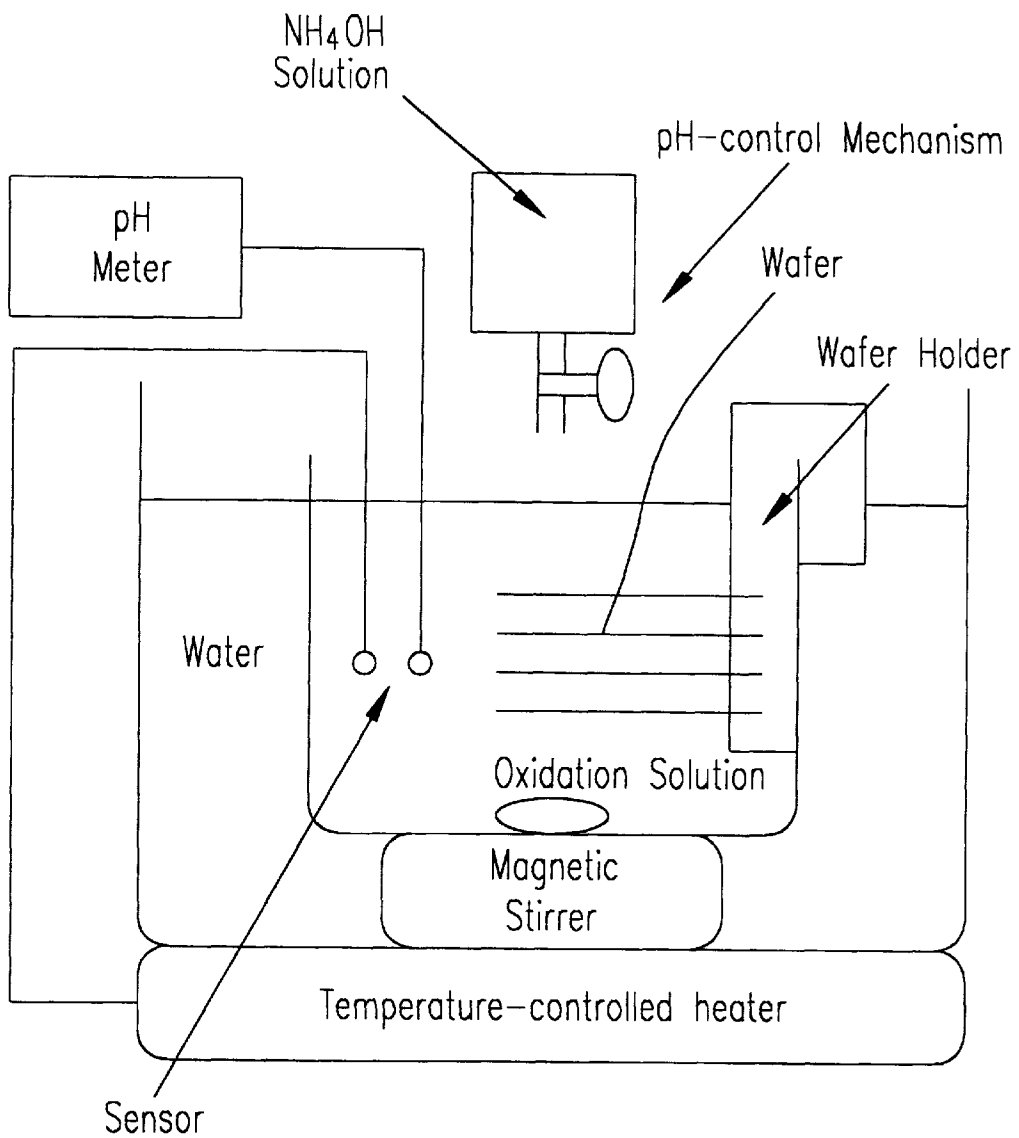 NH₄OH
Solution
pH-control Mechanism
pH
Meter
Wafer
Wafer Holder
Water
Oxidation Solution
Magnetic
Stirrer
Temperature-controlled heater
Sensor